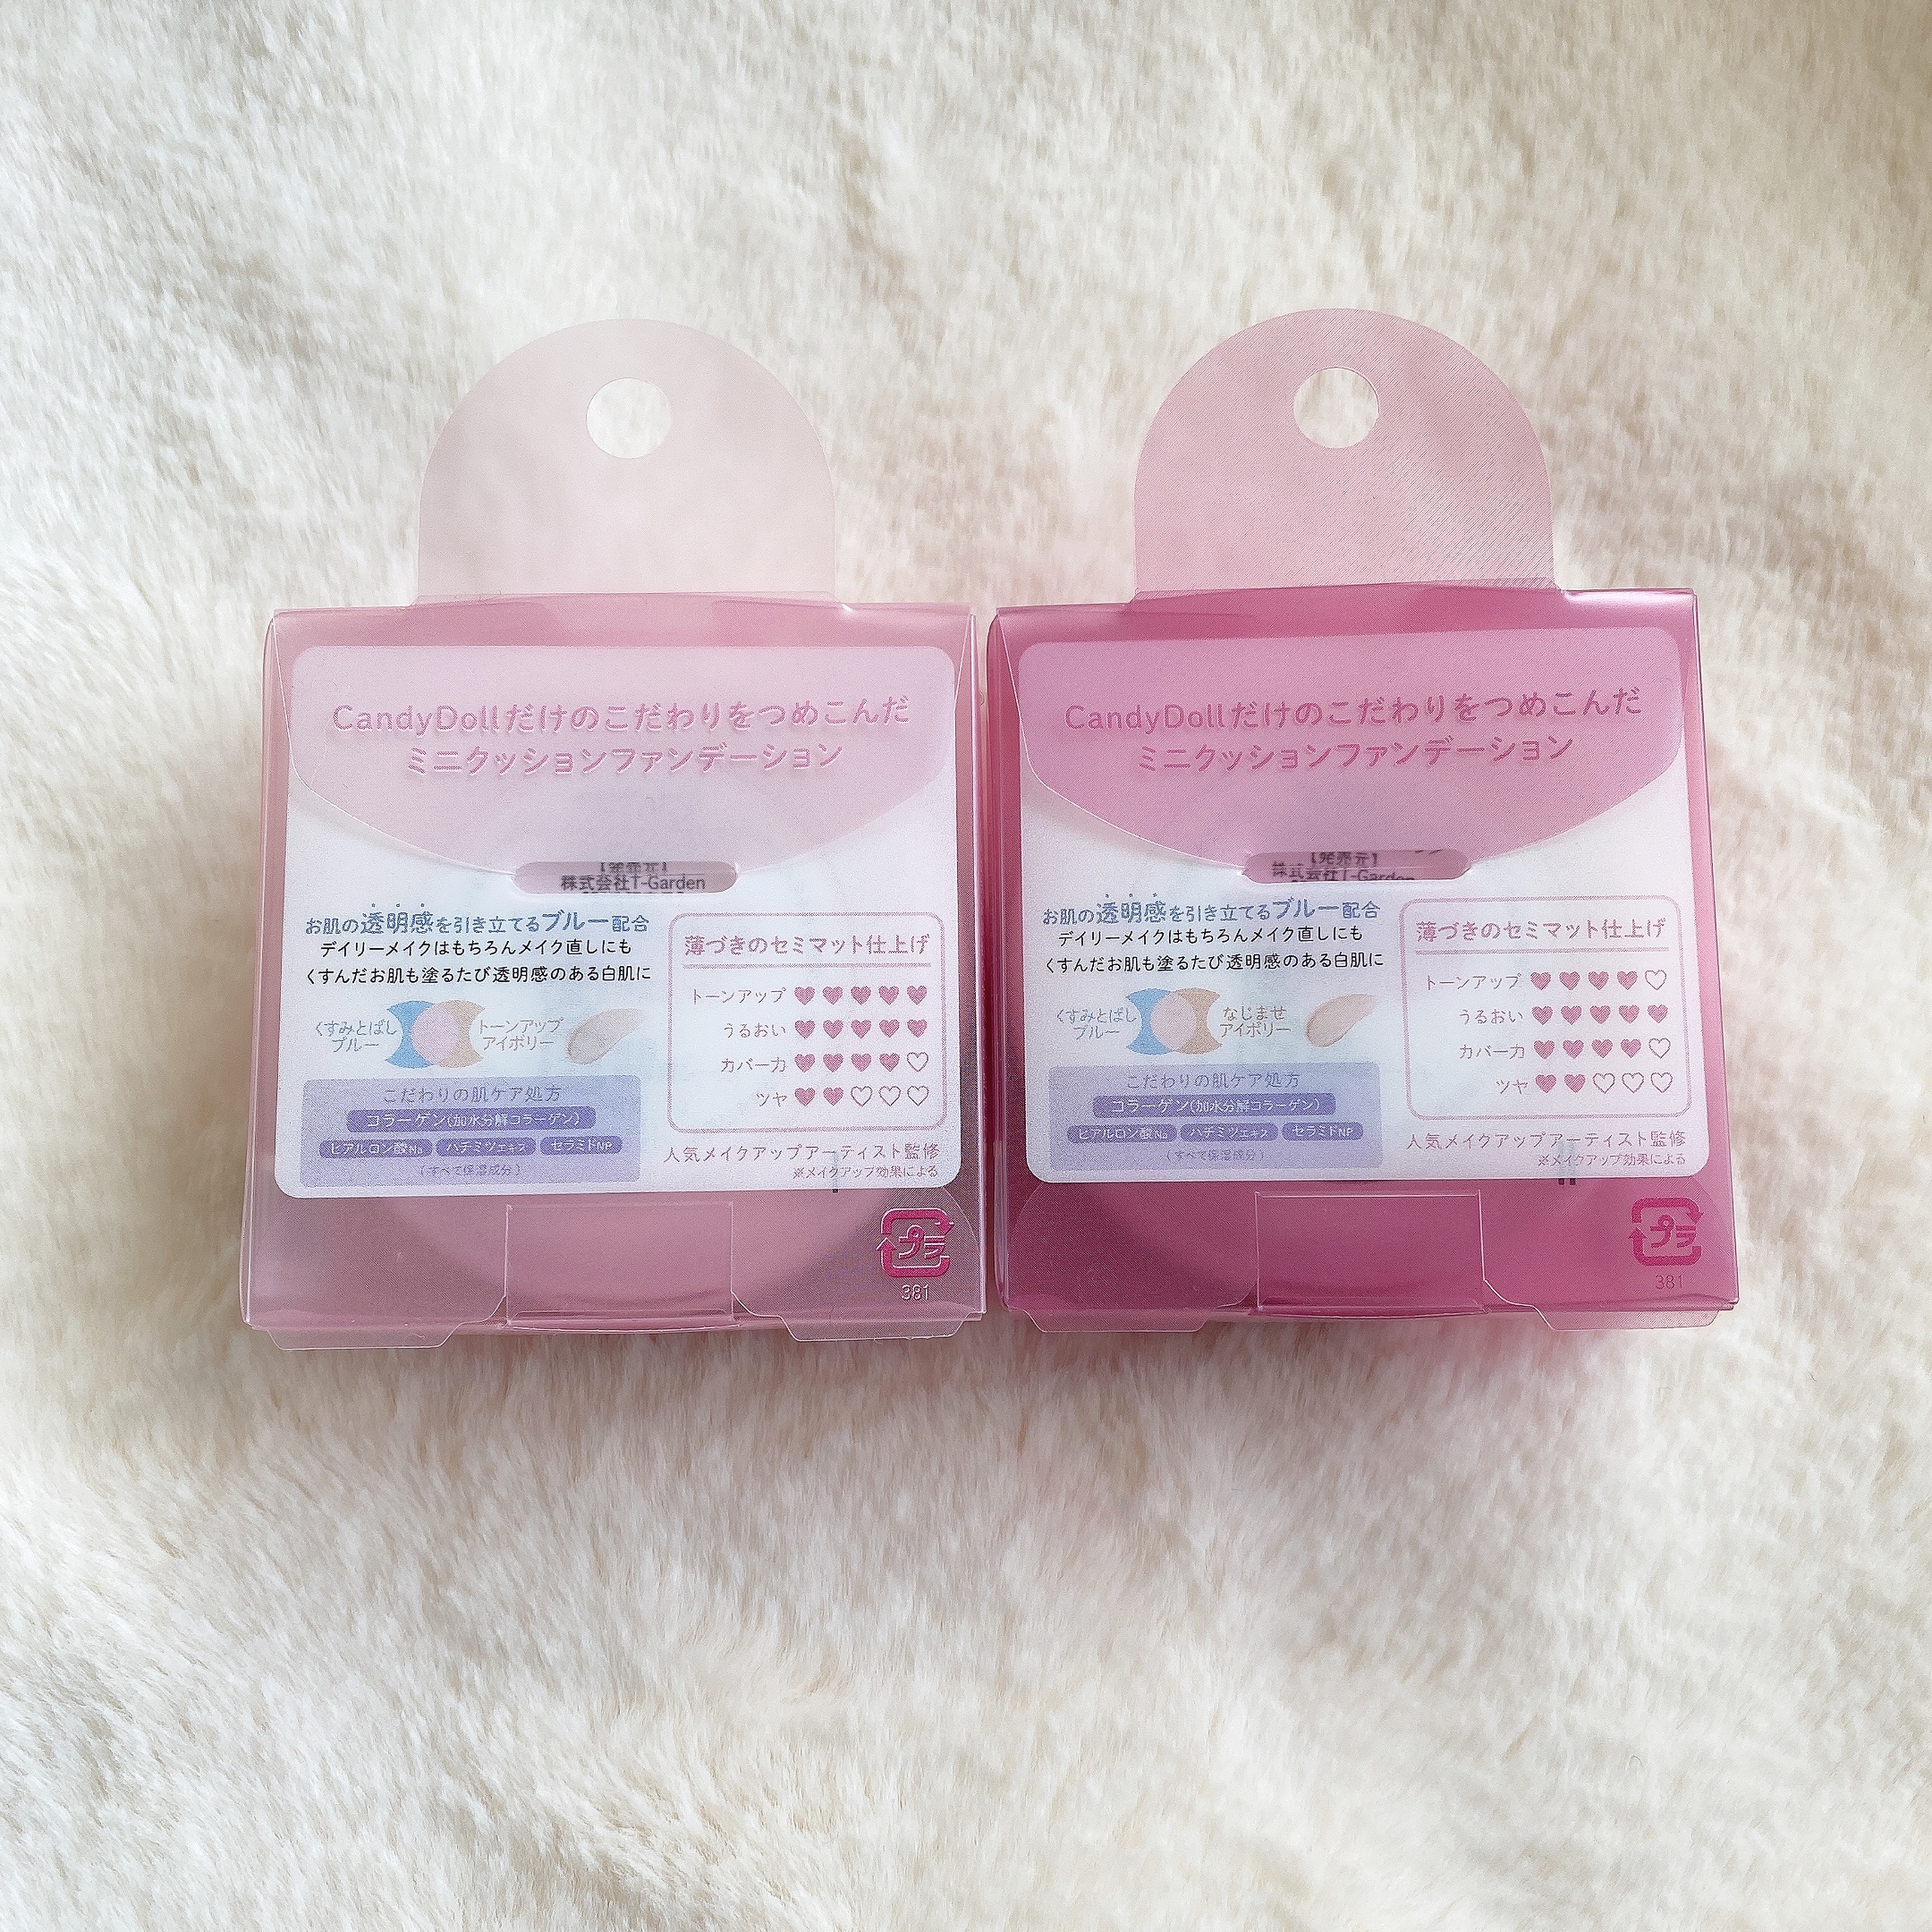 CandyDollだけのこだわりをつめこんだ
ミニクッションファンデーション
【発売元】
株式会社T-Garden
お肌の透明感を引き立てるブルー配合
デイリーメイクはもちろんメイク直しにも
くすんだお肌も塗るたび透明感のある白肌に
くすみとばし
ブルー
トーンアップ
アイボリー
こだわりの肌ケア処方
コラーゲン(加水分解コラーゲン)
ヒアルロン酸Na ハチミツエキス セラミドNP
(すべて保湿成分)
薄づきのセミマット仕上げ
トーンアップ ♥♥♥♥♥
うるおい ♥♥♥♥♥
カバー力 ♥♥♥♥♡
ツヤ ♥♥♡♡♡
人気メイクアップアーティスト監修
※メイクアップ効果による
プラ
381
CandyDollだけのこだわりをつめこんだ
ミニクッションファンデーション
【発売元】
株式会社T-Garden
お肌の透明感を引き立てるブルー配合
デイリーメイクはもちろんメイク直しにも
くすんだお肌も塗るたび透明感のある白肌に
くすみとばし
ブルー
なじませ
アイボリー
こだわりの肌ケア処方
コラーゲン(加水分解コラーゲン)
ヒアルロン酸Na ハチミツエキス セラミドNP
(すべて保湿成分)
薄づきのセミマット仕上げ
トーンアップ ♥♥♥♥♡
うるおい ♥♥♥♥♥
カバー力 ♥♥♥♥♡
ツヤ ♥♥♡♡♡
人気メイクアップアーティスト監修
※メイクアップ効果による
プラ
381